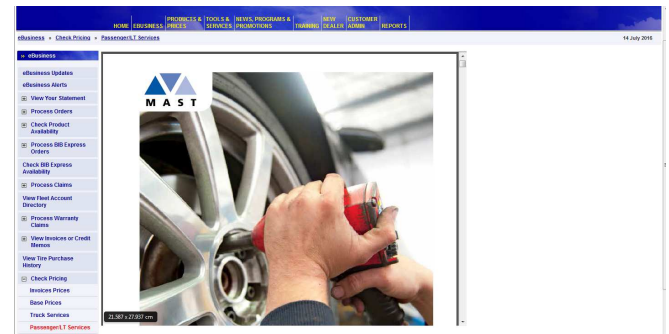 HOME EBUSINESS PRODUCTS & PRICES TOOLS & SERVICES NEWS, PROGRAMS & PROMOTIONS TRAINING NEW DEALER CUSTOMER ADMIN REPORTS
eBusiness » Check Pricing » Passenger/LT Services
14 July 2016
» eBusiness
eBusiness Updates
eBusiness Alerts
View Your Statement
Process Orders
Check Product
Availability
Process BIB Express
Orders
Check BIB Express
Availability
Process Claims
View Fleet Account
Directory
Process Warranty
Claims
View Invoices or Credit
Memos
View Tire Purchase
History
Check Pricing
Invoices Prices
Base Prices
Truck Services
Passenger/LT Services
MAST
21.587 x 27.937 cm